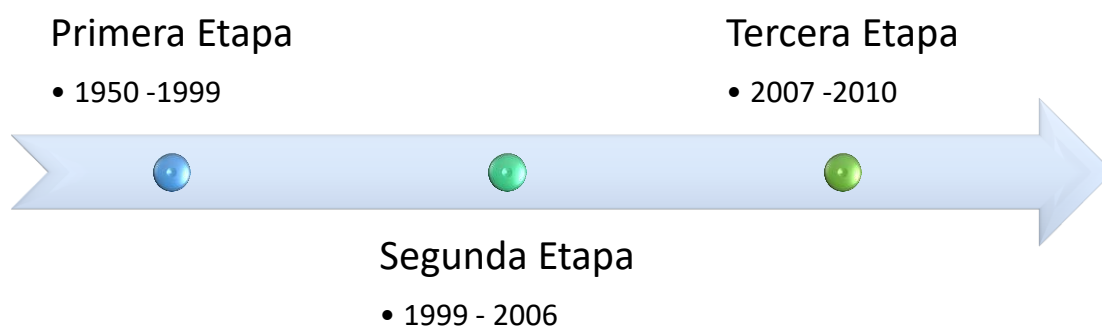 Primera Etapa
• 1950 -1999
Tercera Etapa
• 2007 -2010
Segunda Etapa
• 1999 - 2006